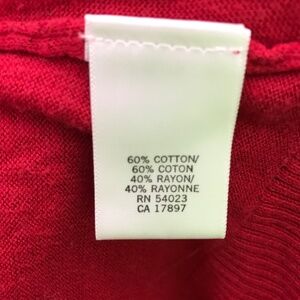 60% COTTON/
60% COTON
40% RAYON/
40% RAYONNE
RN 54023
CA 17897